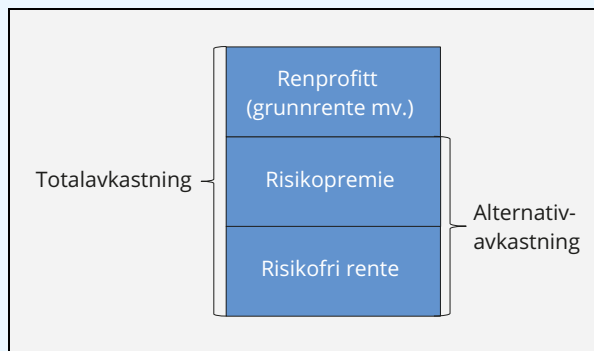 Renprofitt
(grunnrente mv.)
Totalavkastning
Risikopremie
Alternativ-
avkastning
Risikofri rente